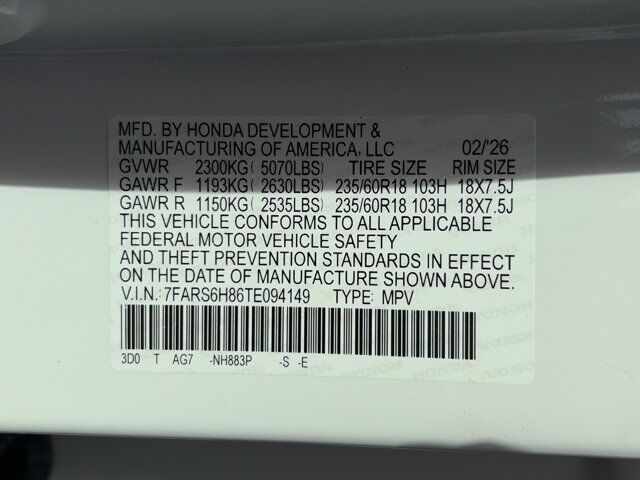 MFD. BY HONDA DEVELOPMENT &
MANUFACTURING OF AMERICA, LLC 02/'26
GVWR 2300KG( 5070LBS) TIRE SIZE RIM SIZE
GAWR F 1193KG( 2630LBS) 235/60R18 103H 18X7.5J
GAWR R 1150KG( 2535LBS) 235/60R18 103H 18X7.5J
THIS VEHICLE CONFORMS TO ALL APPLICABLE
FEDERAL MOTOR VEHICLE SAFETY
AND THEFT PREVENTION STANDARDS IN EFFECT
ON THE DATE OF MANUFACTURE SHOWN ABOVE.
V.I.N.: 7FARS6H86TE094149 TYPE: MPV
3D0 T AG7 -NH883P -S -E